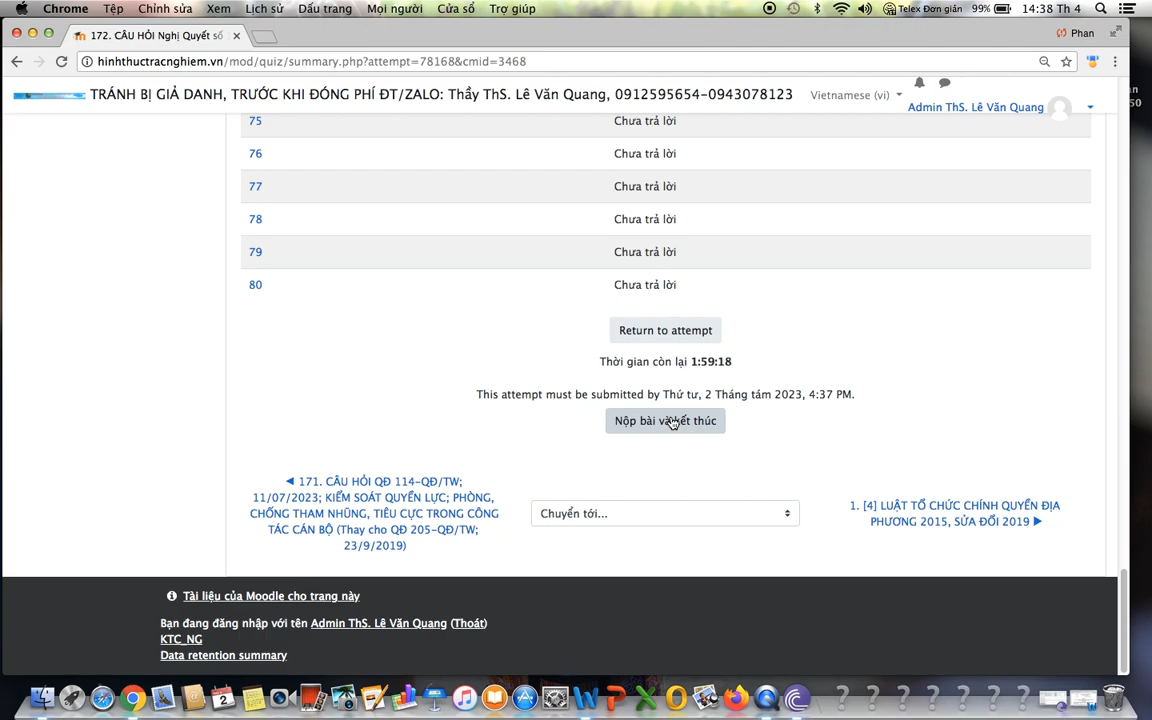 Chrome Tệp Chỉnh sửa Xem Lịch sử Dấu trang Mọi người Cửa sổ Trợ giúp Telex Đơn giản 99% 14:38 Th 4
172. CÂU HỎI Nghị Quyết số Phan
hinhthuctracnghiem.vn/mod/quiz/summary.php?attempt=78168&cmid=3468
TRÁNH BỊ GIẢ DANH, TRƯỚC KHI ĐÓNG PHÍ ĐT/ZALO: Thầy ThS. Lê Văn Quang, 0912595654-0943078123 Vietnamese (vi)
Admin ThS. Lê Văn Quang
75 Chưa trả lời
76 Chưa trả lời
77 Chưa trả lời
78 Chưa trả lời
79 Chưa trả lời
80 Chưa trả lời
Return to attempt
Thời gian còn lại 1:59:18
This attempt must be submitted by Thứ tư, 2 Tháng tám 2023, 4:37 PM.
Nộp bài và kết thúc
◀ 171. CÂU HỎI QĐ 114-QĐ/TW;
11/07/2023; KIỂM SOÁT QUYỀN LỰC; PHÒNG,
CHỐNG THAM NHŨNG, TIÊU CỰC TRONG CÔNG
TÁC CÁN BỘ (Thay cho QĐ 205-QĐ/TW;
23/9/2019)
Chuyển tới...
1. [4] LUẬT TỔ CHỨC CHÍNH QUYỀN ĐỊA
PHƯƠNG 2015, SỬA ĐỔI 2019 ▶
Tài liệu của Moodle cho trang này
Bạn đang đăng nhập với tên Admin ThS. Lê Văn Quang (Thoát)
KTC_NG
Data retention summary